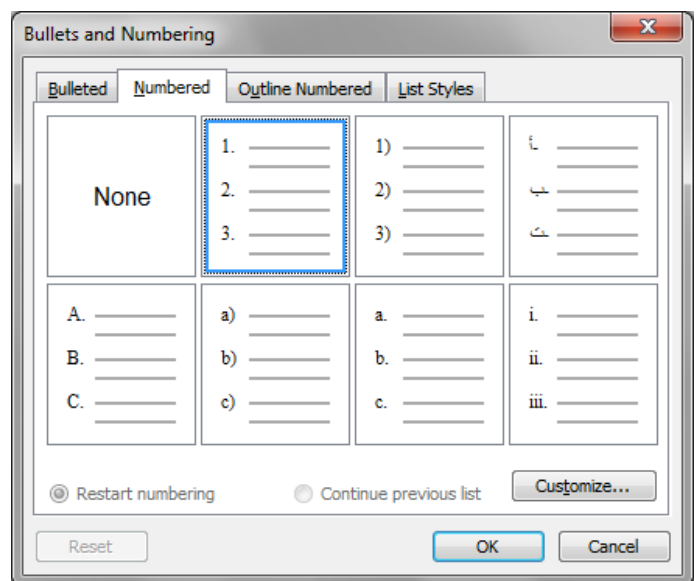 Bullets and Numbering
Bulleted Numbered Outline Numbered List Styles
None
1.
2.
3.
1)
2)
3)
أ
ب
ت
A.
B.
C.
a)
b)
c)
a.
b.
c.
i.
ii.
iii.
Restart numbering Continue previous list Customize...
Reset OK Cancel